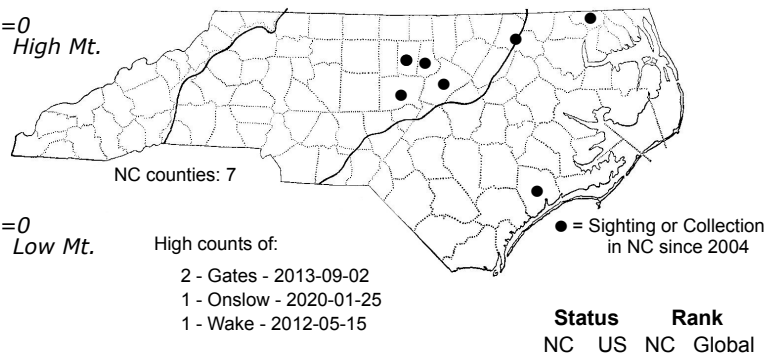 =0
High Mt.
NC counties: 7
=0
Low Mt.
High counts of:
2 - Gates - 2013-09-02
1 - Onslow - 2020-01-25
1 - Wake - 2012-05-15
● = Sighting or Collection
in NC since 2004
Status Rank
NC US NC Global